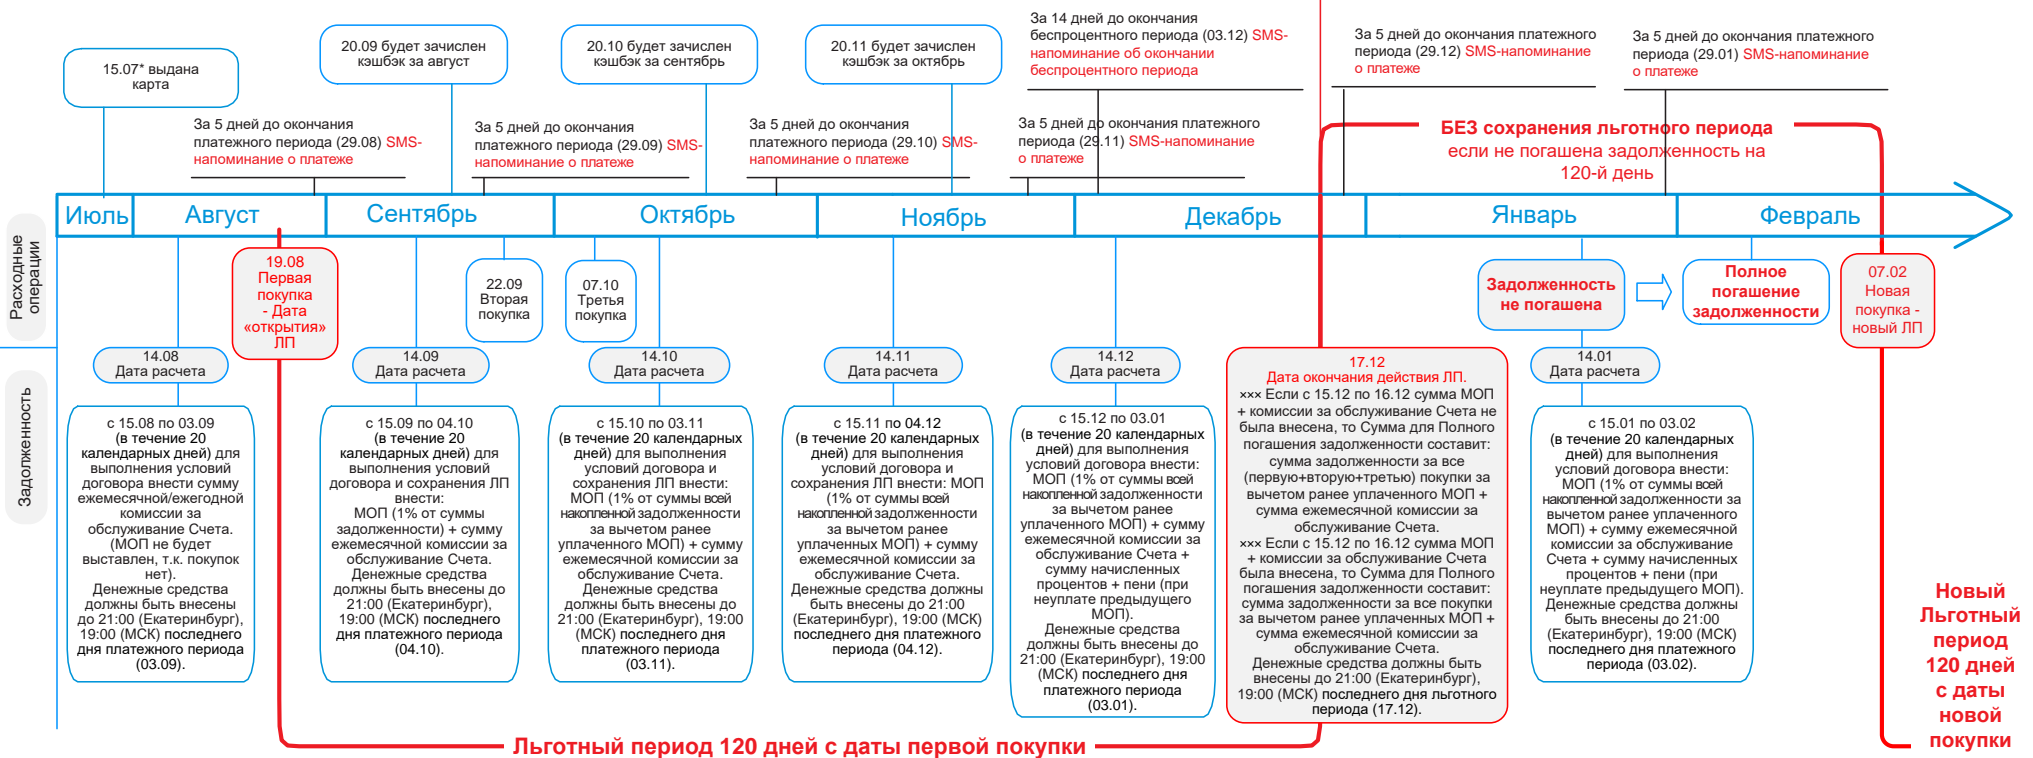 15.07* выдана
карта
20.09 будет зачислен
кэшбэк за август
20.10 будет зачислен
кэшбэк за сентябрь
20.11 будет зачислен
кэшбэк за октябрь
За 14 дней до окончания
беспроцентного периода (03.12) SMS-
напоминание об окончании
беспроцентного периода
За 5 дней до окончания платежного
периода (29.12) SMS-напоминание
о платеже
За 5 дней до окончания платежного
периода (29.01) SMS-напоминание
о платеже
За 5 дней до окончания
платежного периода (29.08) SMS-
напоминание о платеже
За 5 дней до окончания
платежного периода (29.09) SMS-
напоминание о платеже
За 5 дней до окончания
платежного периода (29.10) SMS-
напоминание о платеже
За 5 дней до окончания платежного
периода (29.11) SMS-напоминание
о платеже
БЕЗ сохранения льготного периода
если не погашена задолженность на
120-й день
Июль
Август
Сентябрь
Октябрь
Ноябрь
Декабрь
Январь
Февраль
Расходные
операции
19.08
Первая
покупка
- Дата
«открытия»
ЛП
22.09
Вторая
покупка
07.10
Третья
покупка
Задолженность
не погашена
Полное
погашение
задолженности
07.02
Новая
покупка -
новый ЛП
Задолженность
14.08
Дата расчета
14.09
Дата расчета
14.10
Дата расчета
14.11
Дата расчета
14.12
Дата расчета
14.01
Дата расчета
с 15.08 по 03.09
(в течение 20
календарных дней) для
выполнения условий
договора внести сумму
ежемесячной/ежегодной
комиссии за
обслуживание Счета.
(МОП не будет
выставлен, т.к. покупок
нет).
Денежные средства
должны быть внесены
до 21:00 (Екатеринбург),
19:00 (МСК) последнего
дня платежного периода
(03.09).
с 15.09 по 04.10
(в течение 20
календарных дней) для
выполнения условий
договора и сохранения ЛП
внести:
МОП (1% от суммы
задолженности) + сумму
ежемесячной комиссии за
обслуживание Счета.
Денежные средства
должны быть внесены до
21:00 (Екатеринбург),
19:00 (МСК) последнего
дня платежного периода
(04.10).
с 15.10 по 03.11
(в течение 20 календарных
дней) для выполнения
условий договора и
сохранения ЛП внести:
МОП (1% от суммы всей
накопленной задолженности
за вычетом ранее
уплаченного МОП) + сумму
ежемесячной комиссии за
обслуживание Счета.
Денежные средства
должны быть внесены до
21:00 (Екатеринбург), 19:00
(МСК) последнего дня
платежного периода
(03.11).
с 15.11 по 04.12
(в течение 20 календарных
дней) для выполнения
условий договора и
сохранения ЛП внести: МОП
(1% от суммы всей
накопленной задолженности
за вычетом ранее
уплаченных МОП) + сумму
ежемесячной комиссии за
обслуживание Счета.
Денежные средства должны
быть внесены до 21:00
(Екатеринбург), 19:00 (МСК)
последнего дня платежного
периода (04.12).
с 15.12 по 03.01
(в течение 20 календарных
дней) для выполнения
условий договора внести:
МОП (1% от суммы всей
накопленной задолженности
за вычетом ранее
уплаченного МОП) + сумму
ежемесячной комиссии за
обслуживание Счета +
сумму начисленных
процентов + пени (при
неуплате предыдущего
МОП).
Денежные средства
должны быть внесены до
21:00 (Екатеринбург), 19:00
(МСК) последнего дня
платежного периода
(03.01).
17.12
Дата окончания действия ЛП.
××× Если с 15.12 по 16.12 сумма МОП
+ комиссии за обслуживание Счета не
была внесена, то Сумма для Полного
погашения задолженности составит:
сумма задолженности за все
(первую+вторую+третью) покупки за
вычетом ранее уплаченного МОП +
сумма ежемесячной комиссии за
обслуживание Счета.
××× Если с 15.12 по 16.12 сумма МОП
+ комиссии за обслуживание Счета
была внесена, то Сумма для Полного
погашения задолженности составит:
сумма задолженности за все покупки
за вычетом ранее уплаченных МОП +
сумма ежемесячной комиссии за
обслуживание Счета.
Денежные средства должны быть
внесены до 21:00 (Екатеринбург),
19:00 (МСК) последнего дня льготного
периода (17.12).
с 15.01 по 03.02
(в течение 20 календарных
дней) для выполнения
условий договора внести:
МОП (1% от суммы всей
накопленной задолженности за
вычетом ранее уплаченного
МОП) + сумму ежемесячной
комиссии за обслуживание
Счета + сумму начисленных
процентов + пени (при
неуплате предыдущего МОП).
Денежные средства должны
быть внесены до 21:00
(Екатеринбург), 19:00 (МСК)
последнего дня платежного
периода (03.02).
Новый
Льготный
период
120 дней
с даты
новой
покупки
Льготный период 120 дней с даты первой покупки